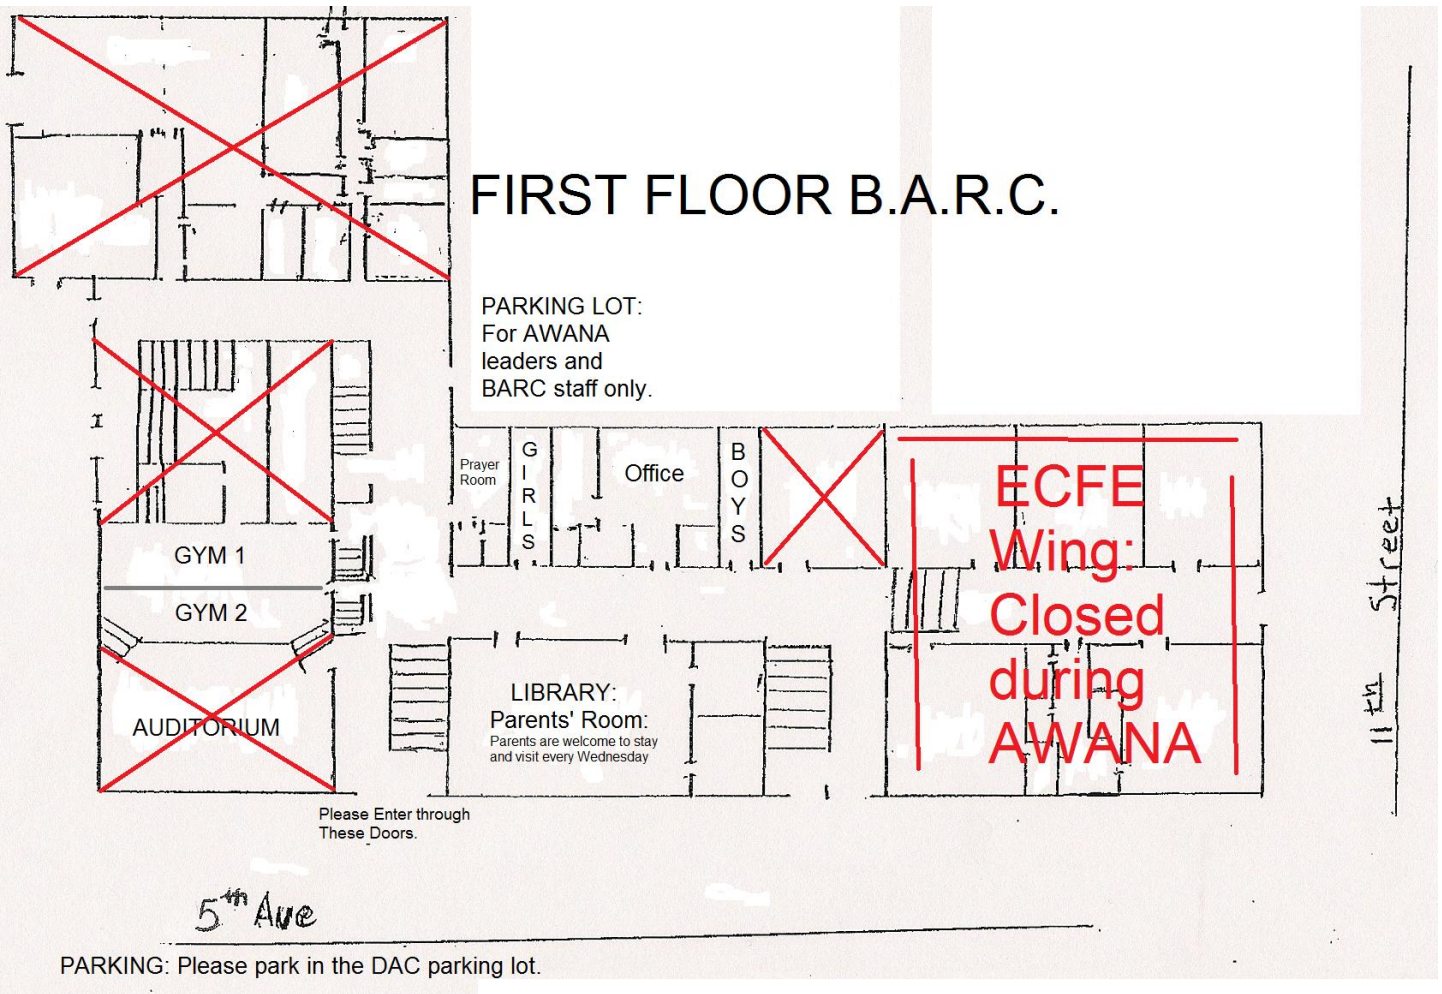 FIRST FLOOR B.A.R.C.
PARKING LOT:
For AWANA
leaders and
BARC staff only.
Prayer
Room
GIRLS
Office
BOYS
ECFE
Wing:
Closed
during
AWANA
GYM 1
GYM 2
AUDITORIUM
LIBRARY:
Parents' Room:
Parents are welcome to stay
and visit every Wednesday
Please Enter through
These Doors.
11th Street
5th Ave
PARKING: Please park in the DAC parking lot.